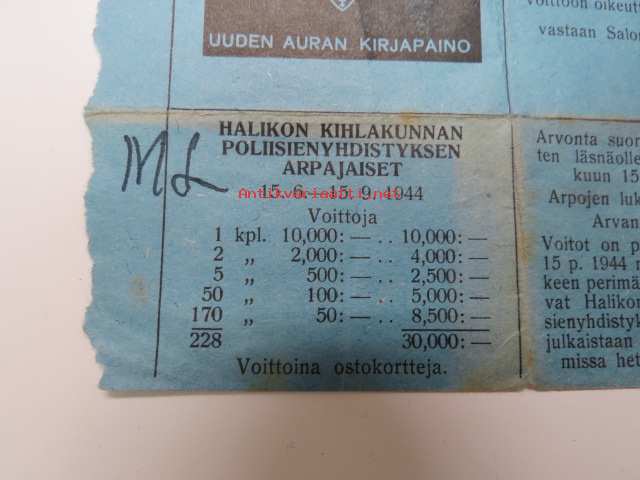 UUDEN AURAN KIRJAPAINO
voittoon oikeut
vastaan Salo
ML
HALIKON KIHLAKUNNAN
POLIISIENYHDISTYKSEN
ARPAJAISET
15. 6.—15. 9. 1944
Antikvariaatti.net
Voittoja
1 kpl. 10,000: — . . 10,000: —
2 „ 2,000: — . . 4,000: —
5 „ 500: — . . 2,500: —
50 „ 100: — . . 5,000: —
170 „ 50: — . . 8,500: —
228 30,000: —
Voittoina ostokortteja.
Arvonta suor
ten läsnäolle
kuun 15
Arpojen luk
Arvan
Voitot on p
15 p. 1944 m
keen perimä
vat Halikon
sienyhdistyk
julkaistaan
missa het